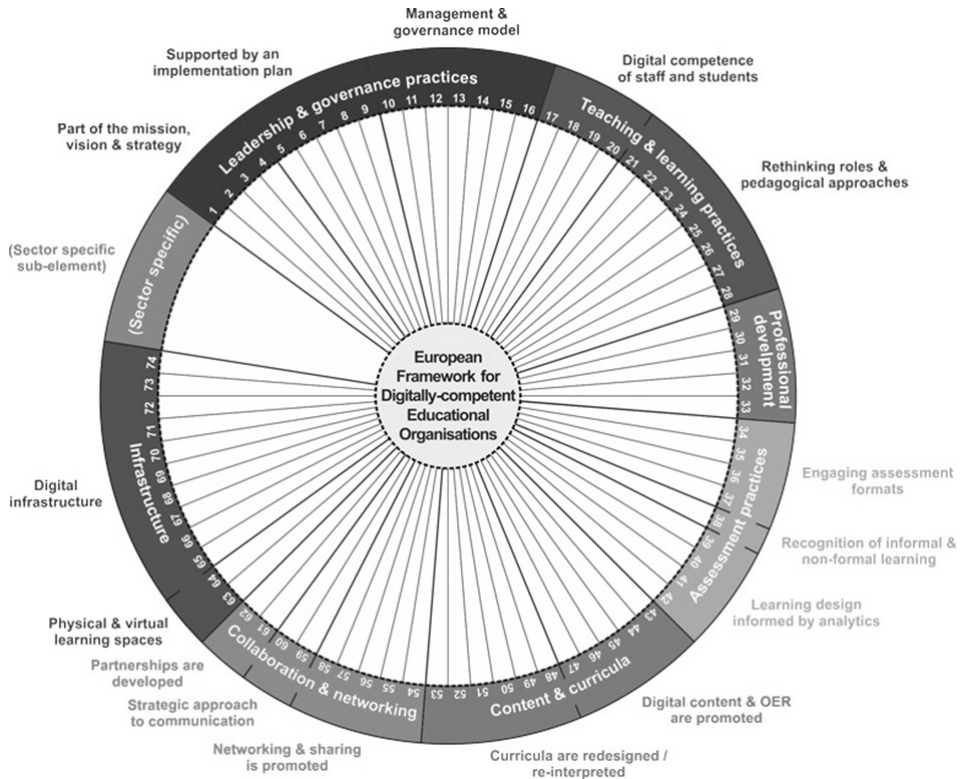 Management &
governance model
Supported by an
implementation plan
Digital competence
of staff and students
Part of the mission,
vision & strategy
Rethinking roles &
pedagogical approaches
(Sector specific
sub-element)
Leadership & governance practices
Teaching & learning practices
Professional
develpment
Assessment practices
Content & curricula
Collaboration & networking
Infrastructure
(Sector specific)
1
2
3
4
5
6
7
8
9
10
11
12
13
14
15
16
17
18
19
20
21
22
23
24
25
26
27
28
29
30
31
32
33
34
35
36
37
38
39
40
41
42
43
44
45
46
47
48
49
50
51
52
53
54
55
56
57
58
59
60
61
62
63
64
65
66
67
68
69
70
71
72
73
74
European
Framework for
Digitally-competent
Educational
Organisations
Engaging assessment
formats
Digital
infrastructure
Recognition of informal &
non-formal learning
Learning design
informed by analytics
Physical & virtual
learning spaces
Partnerships are
developed
Strategic approach
to communication
Digital content & OER
are promoted
Networking & sharing
is promoted
Curricula are redesigned /
re-interpreted